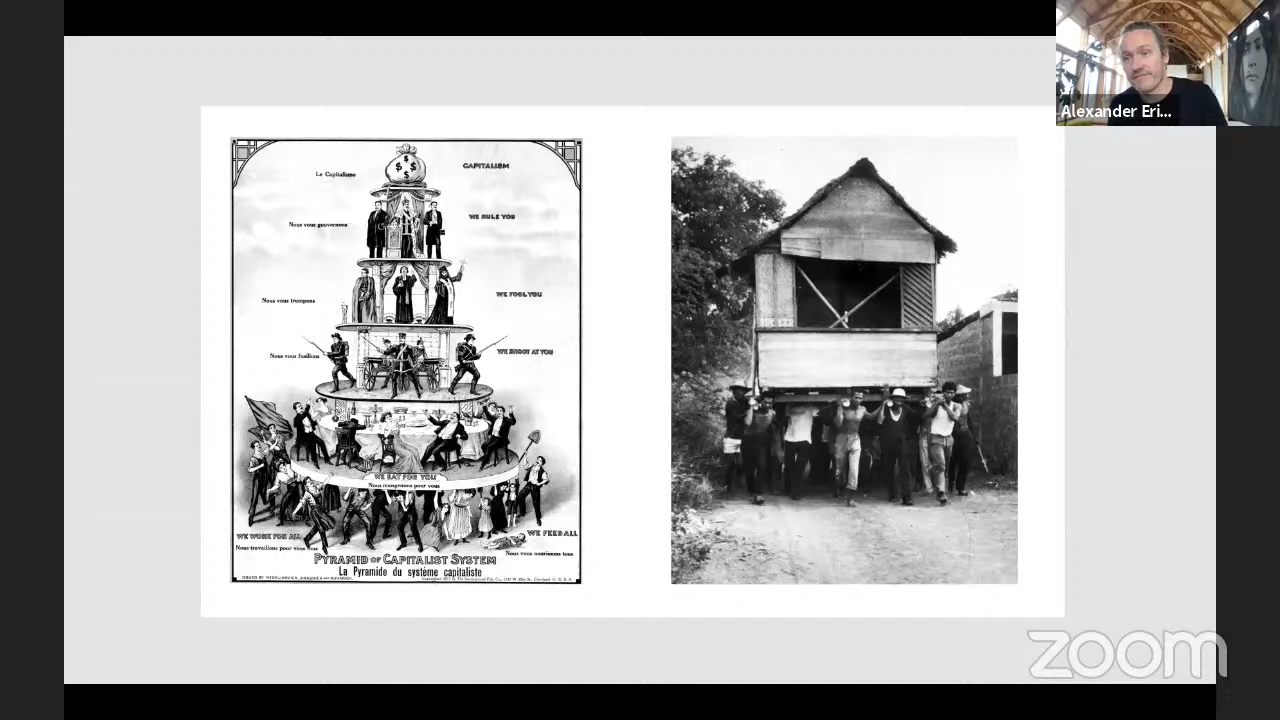 Alexander Eri...
Le Capitalisme
CAPITALISM
$ $
$
Nous vous gouvernons
WE RULE YOU
Nous vous trompons
WE FOOL YOU
Nous vous fusillons
WE SHOOT AT YOU
WE EAT FOR YOU
Nous mangeons pour vous
WE WORK FOR ALL
Nous travaillons pour vous tous
WE FEED ALL
Nous vous nourissons tous
PYRAMID OF CAPITALIST SYSTEM
La Pyramide du système capitaliste
zoom